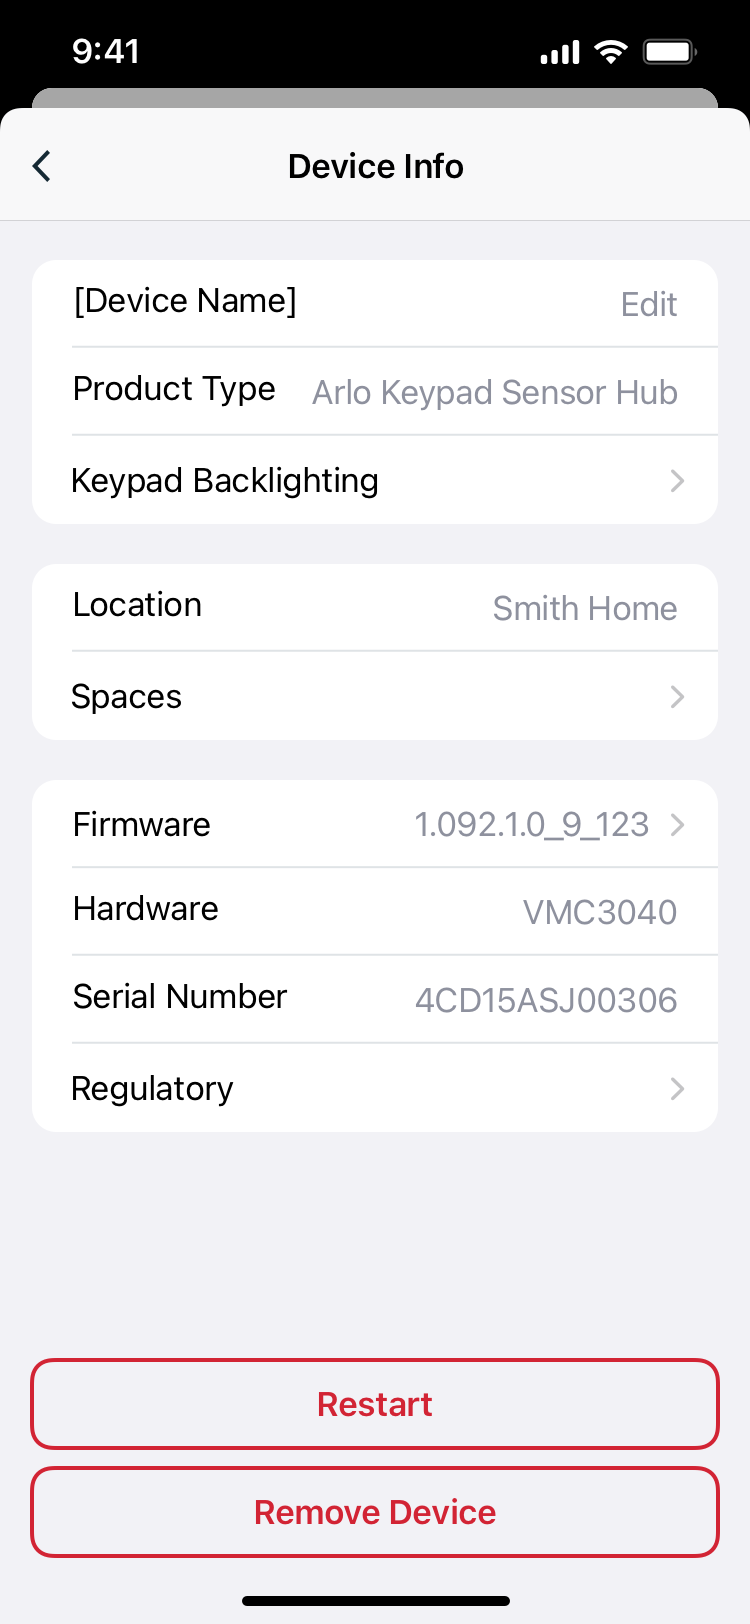 9:41
Device Info
[Device Name] Edit
Product Type Arlo Keypad Sensor Hub
Keypad Backlighting
Location Smith Home
Spaces
Firmware 1.092.1.0_9_123
Hardware VMC3040
Serial Number 4CD15ASJ00306
Regulatory
Restart
Remove Device